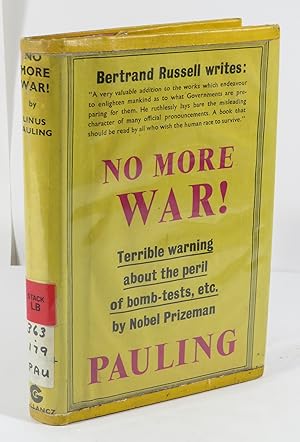 NO
MORE
WAR!
by
LINUS
PAULING
STACK
LB
363
179
PAU
Bertrand Russell writes:
"A very valuable addition to the works which endeavour
to enlighten mankind as to what Governments are pre-
paring for them. He ruthlessly lays bare the misleading
character of many official pronouncements. A book that
should be read by all who wish the human race to survive."
NO MORE
WAR!
Terrible warning
about the peril
of bomb-tests, etc.
by Nobel Prizeman
PAULING